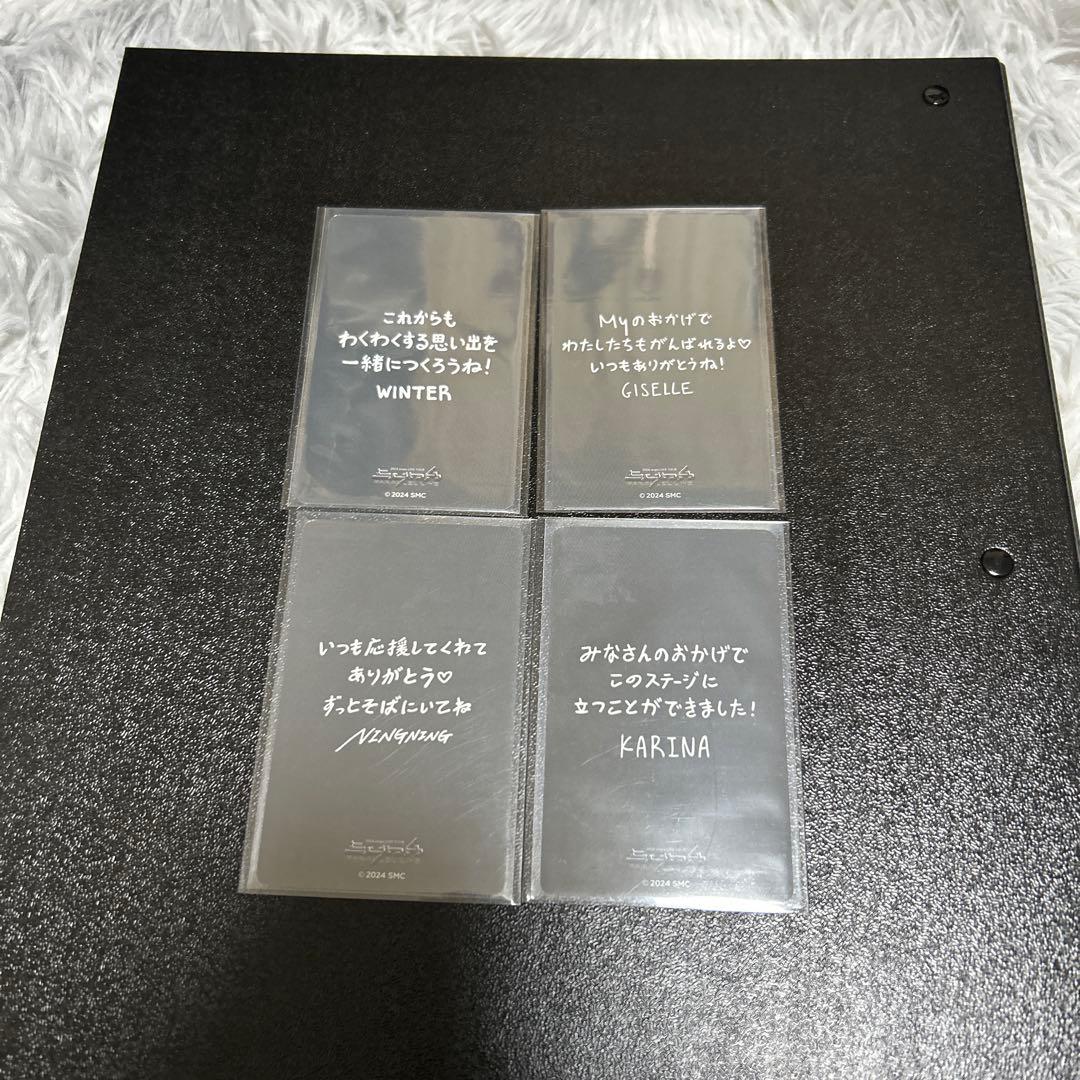 これからも
わくわくする思い出を
一緒につくろうね!
WINTER
© 2024 SMC
Myのおかげで
わたしたちもがんばれるよ♡
いつもありがとうね!
GISELLE
© 2024 SMC
いつも応援してくれて
ありがとう♡
ずっとそばにいてね
NINGNING
© 2024 SMC
みなさんのおかげで
このステージに
立つことができました!
KARINA
© 2024 SMC